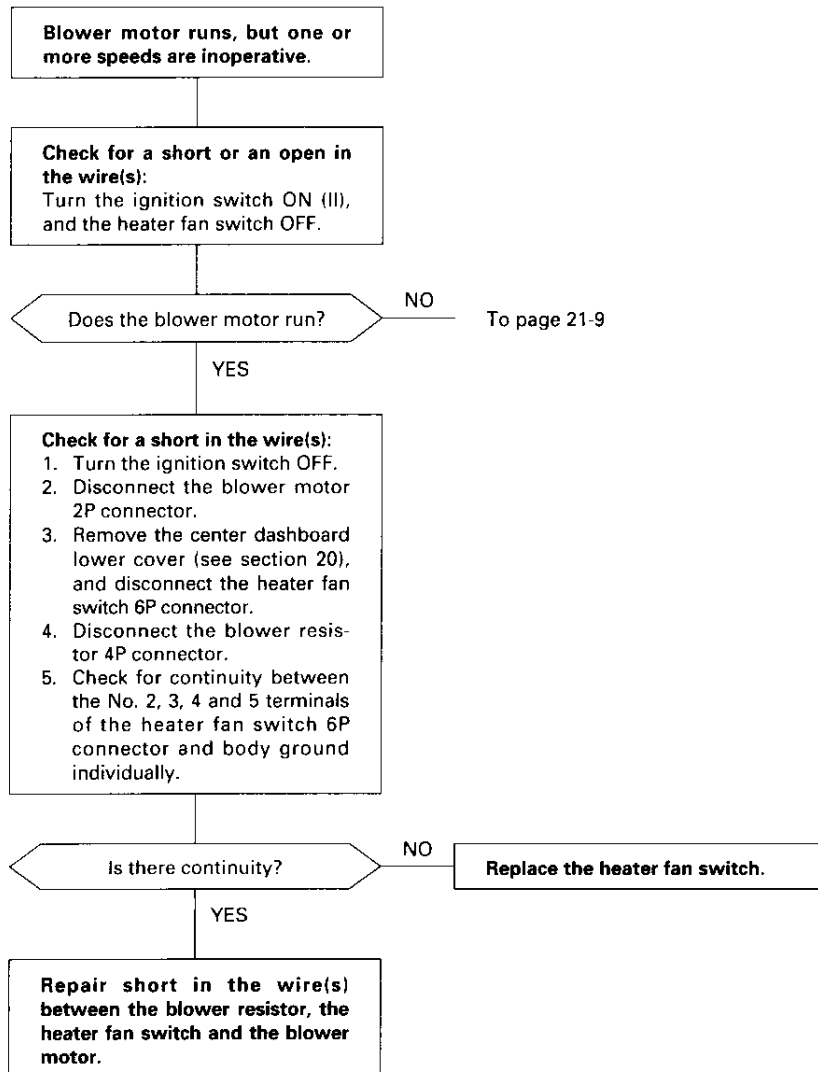 Blower motor runs, but one or
more speeds are inoperative.
Check for a short or an open in
the wire(s):
Turn the ignition switch ON (II),
and the heater fan switch OFF.
Does the blower motor run?
NO
To page 21-9
YES
Check for a short in the wire(s):
1. Turn the ignition switch OFF.
2. Disconnect the blower motor
2P connector.
3. Remove the center dashboard
lower cover (see section 20),
and disconnect the heater fan
switch 6P connector.
4. Disconnect the blower resis-
tor 4P connector.
5. Check for continuity between
the No. 2, 3, 4 and 5 terminals
of the heater fan switch 6P
connector and body ground
individually.
Is there continuity?
NO
Replace the heater fan switch.
YES
Repair short in the wire(s)
between the blower resistor, the
heater fan switch and the blower
motor.